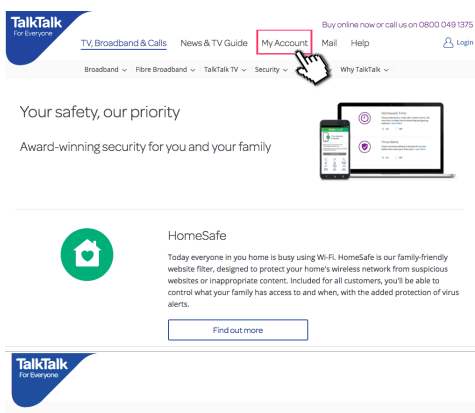 TalkTalk
For Everyone
Buy online now or call us on 0800 049 1375
TV, Broadband & Calls News & TV Guide My Account Mail Help Login
Broadband Fibre Broadband TalkTalk TV Security Why TalkTalk
Your safety, our priority
Award-winning security for you and your family
Homework Time
Virus Alerts
HomeSafe
Today everyone in you home is busy using Wi-Fi. HomeSafe is our family-friendly
website filter, designed to protect your home's wireless network from suspicious
websites or inappropriate content. Included for all customers, you'll be able to
control what your family has access to and when, with the added protection of virus
alerts.
Find out more
TalkTalk
For Everyone